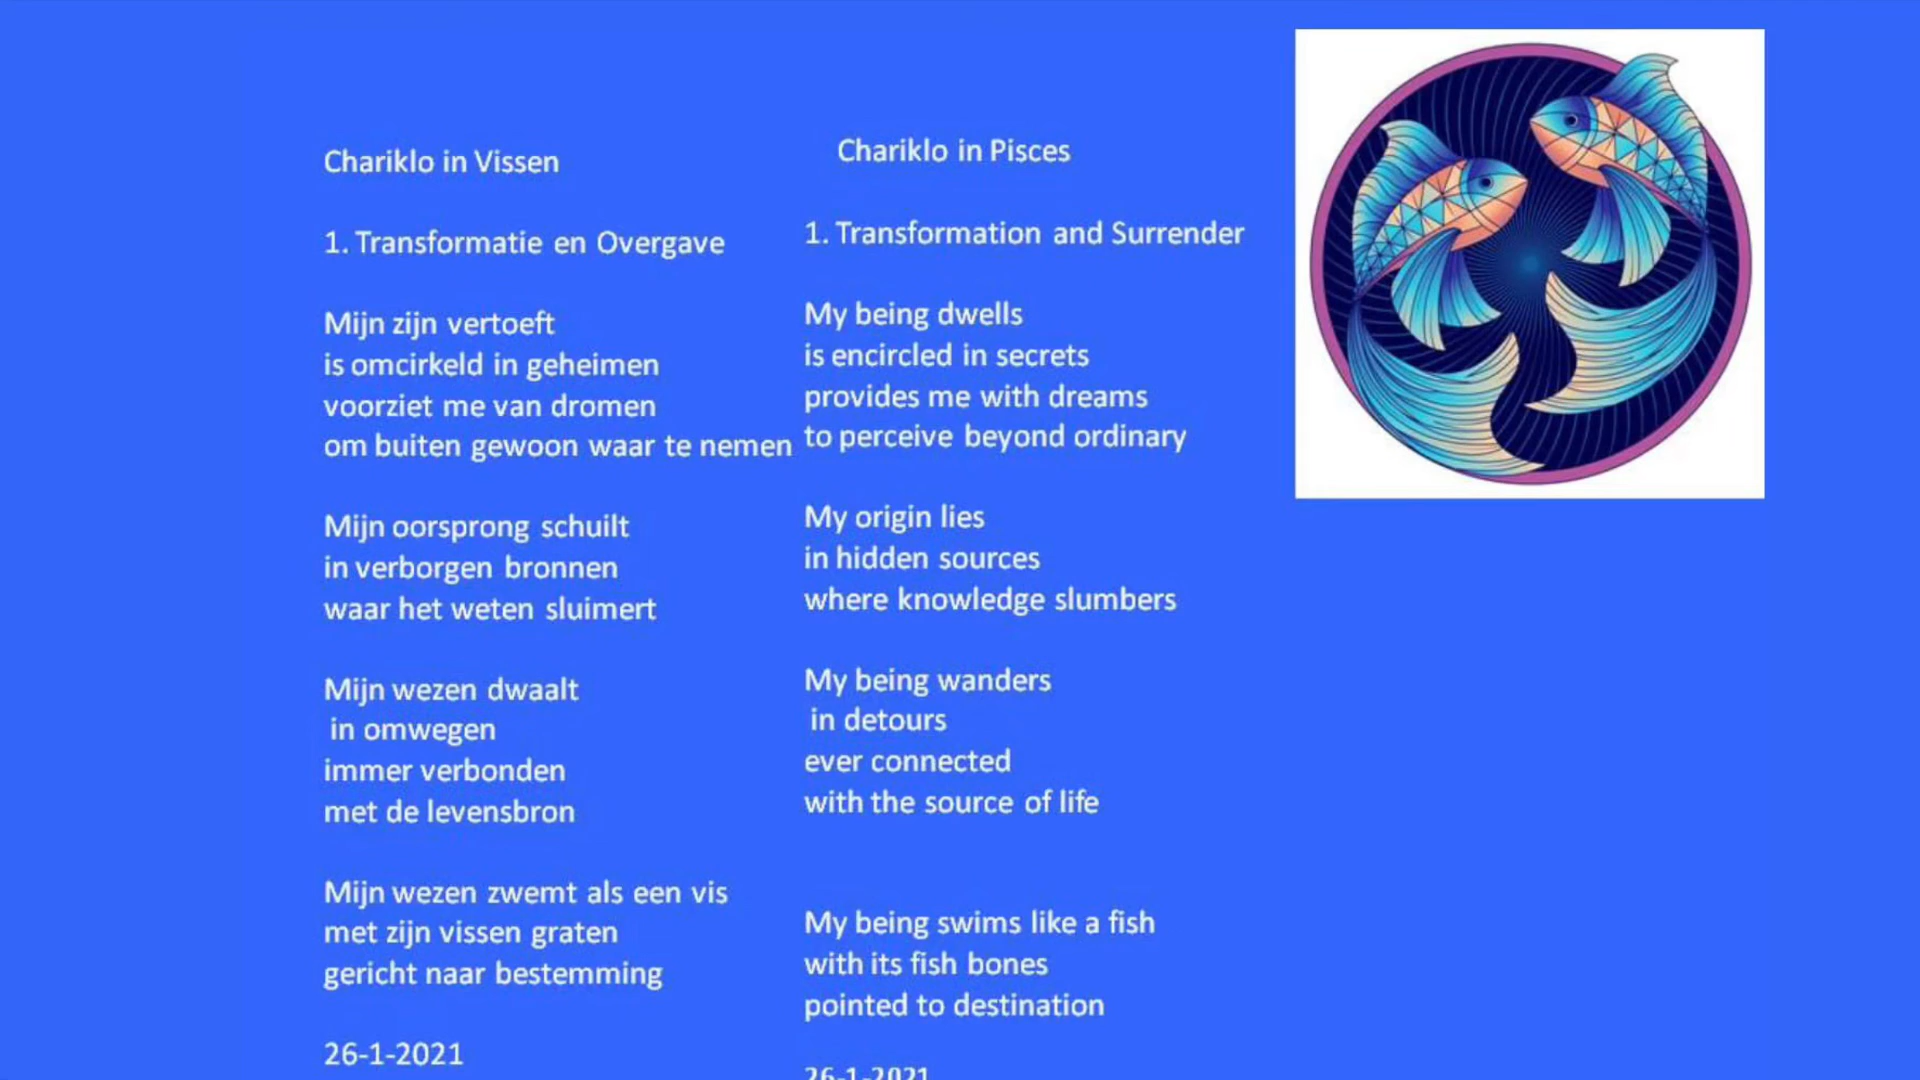 Chariklo in Vissen
1. Transformatie en Overgave
Mijn zijn vertoeft
is omcirkeld in geheimen
voorziet me van dromen
om buiten gewoon waar te nemen
Mijn oorsprong schuilt
in verborgen bronnen
waar het weten sluimert
Mijn wezen dwaalt
in omwegen
immer verbonden
met de levensbron
Mijn wezen zwemt als een vis
met zijn vissen graten
gericht naar bestemming
26-1-2021
Chariklo in Pisces
1. Transformation and Surrender
My being dwells
is encircled in secrets
provides me with dreams
to perceive beyond ordinary
My origin lies
in hidden sources
where knowledge slumbers
My being wanders
in detours
ever connected
with the source of life
My being swims like a fish
with its fish bones
pointed to destination
26-1-2021